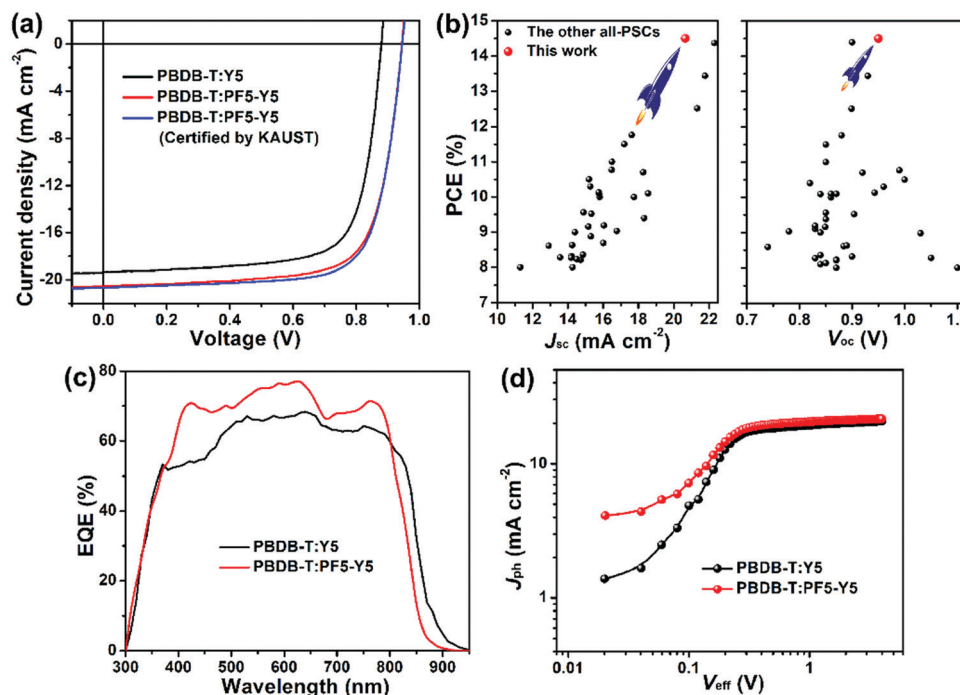 (a)
Current density (mA cm⁻²)
0
-4
-8
-12
-16
-20
PBDB-T:Y5
PBDB-T:PF5-Y5
PBDB-T:PF5-Y5
(Certified by KAUST)
0.0 0.2 0.4 0.6 0.8 1.0
Voltage (V)
(b)
PCE (%)
15
14
13
12
11
10
9
8
7
The other all-PSCs
This work
12 14 16 18 20 22
Jsc (mA cm⁻²)
0.7 0.8 0.9 1.0 1.1
Voc (V)
(c)
EQE (%)
80
60
40
20
0
PBDB-T:Y5
PBDB-T:PF5-Y5
300 400 500 600 700 800 900
Wavelength (nm)
(d)
Jph (mA cm⁻²)
10
1
PBDB-T:Y5
PBDB-T:PF5-Y5
0.01 0.1 1
Veff (V)